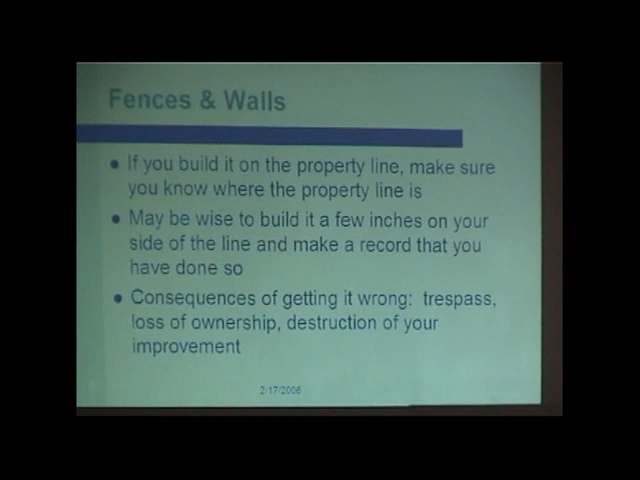 Fences & Walls
● If you build it on the property line, make sure
you know where the property line is
● May be wise to build it a few inches on your
side of the line and make a record that you
have done so
● Consequences of getting it wrong: trespass,
loss of ownership, destruction of your
improvement
2/17/2006